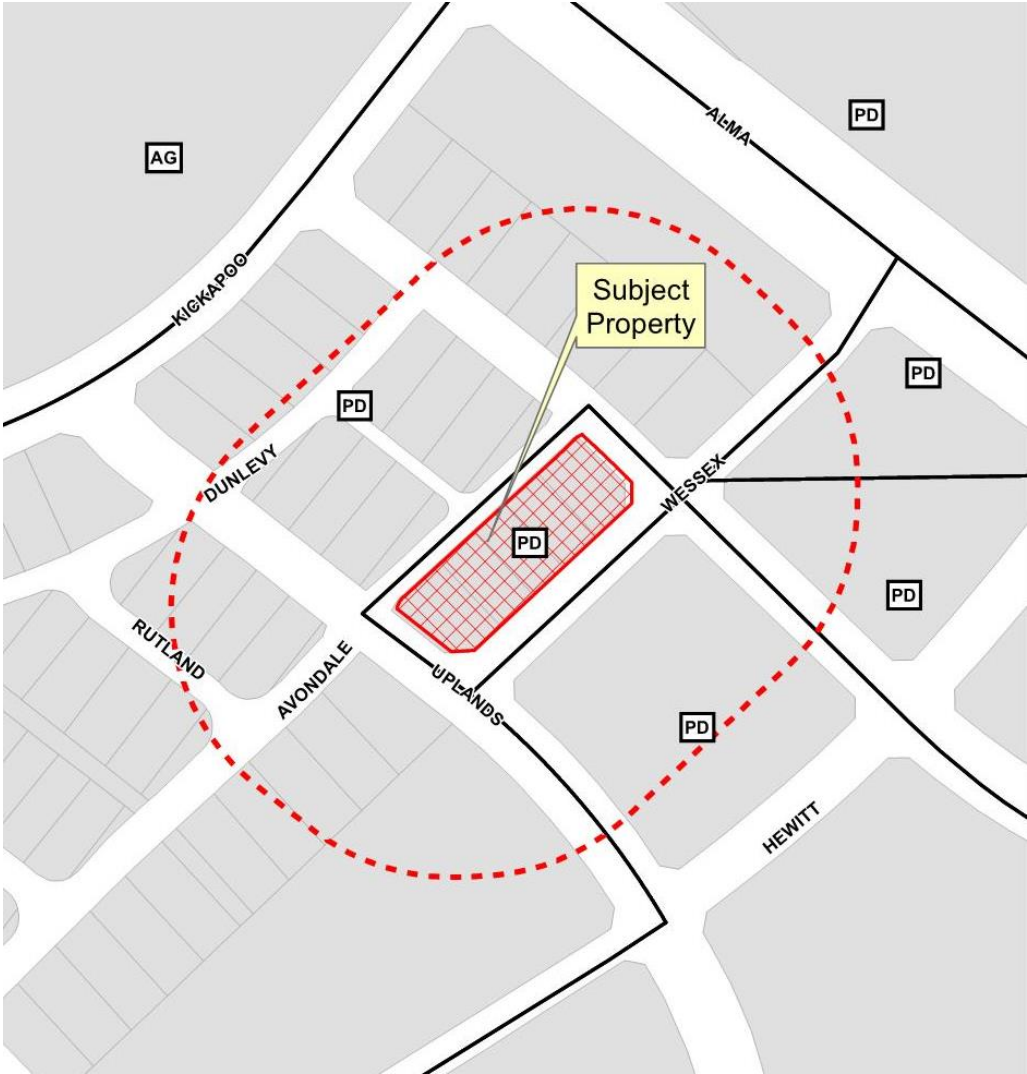 PD
ALMA
AG
KICKAPOO
Subject
Property
PD
PD
DUNLEVY
WESSEX
PD
PD
RUTLAND
AVONDALE
UPLANDS
PD
HEWITT